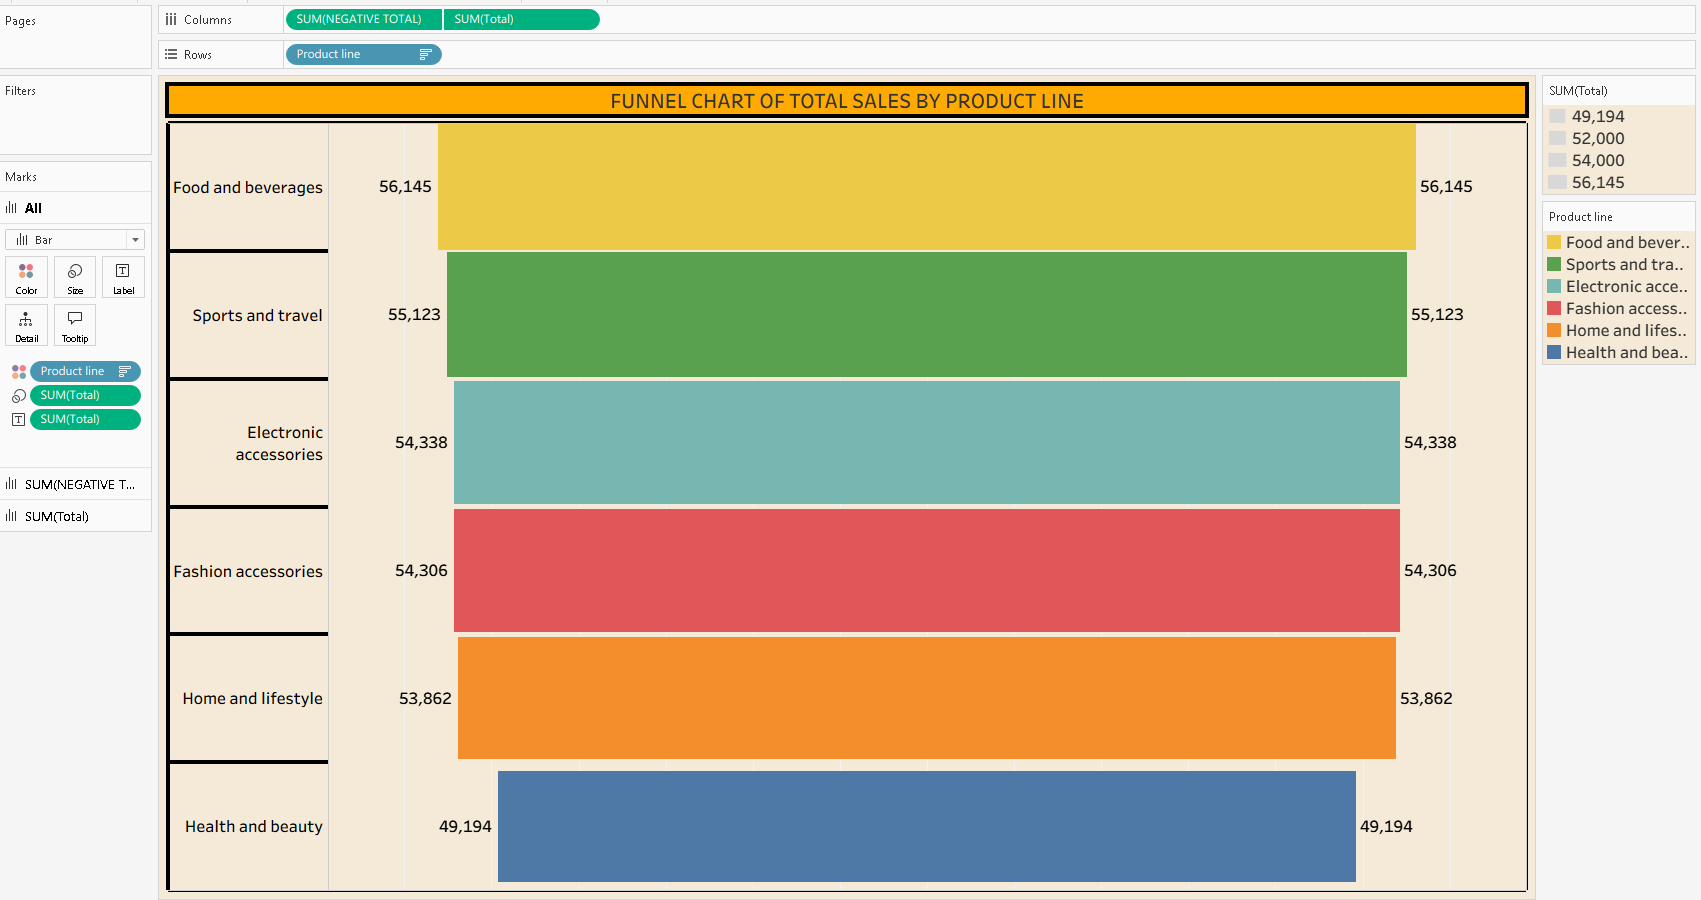 Pages
Columns SUM(NEGATIVE TOTAL) SUM(Total)
Rows Product line
Filters
Marks
All
Bar
Color Size Label
Detail Tooltip
Product line
SUM(Total)
SUM(Total)
SUM(NEGATIVE T...
SUM(Total)
FUNNEL CHART OF TOTAL SALES BY PRODUCT LINE
Food and beverages 56,145 56,145
Sports and travel 55,123 55,123
Electronic
accessories 54,338 54,338
Fashion accessories 54,306 54,306
Home and lifestyle 53,862 53,862
Health and beauty 49,194 49,194
SUM(Total)
49,194
52,000
54,000
56,145
Product line
Food and bever..
Sports and tra..
Electronic acce..
Fashion access..
Home and lifes..
Health and bea..